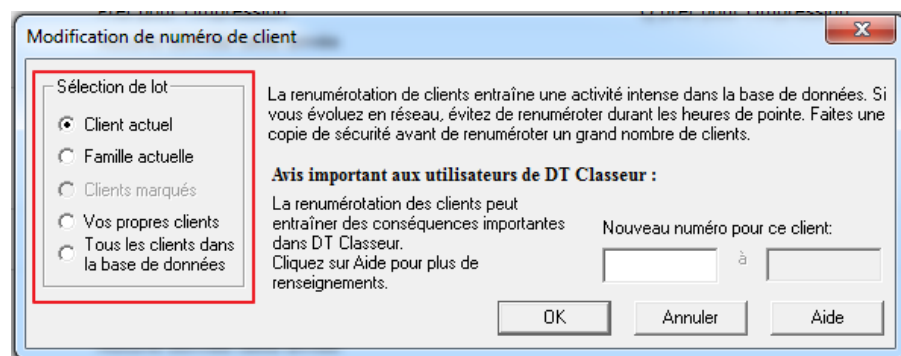 Modification de numéro de client
Sélection de lot
Client actuel
Famille actuelle
Clients marqués
Vos propres clients
Tous les clients dans
la base de données
La renumérotation de clients entraîne une activité intense dans la base de données. Si
vous évoluez en réseau, évitez de renuméroter durant les heures de pointe. Faites une
copie de sécurité avant de renuméroter un grand nombre de clients.
Avis important aux utilisateurs de DT Classeur :
La renumérotation des clients peut
entraîner des conséquences importantes
dans DT Classeur.
Cliquez sur Aide pour plus de
renseignements.
Nouveau numéro pour ce client:
à
OK
Annuler
Aide